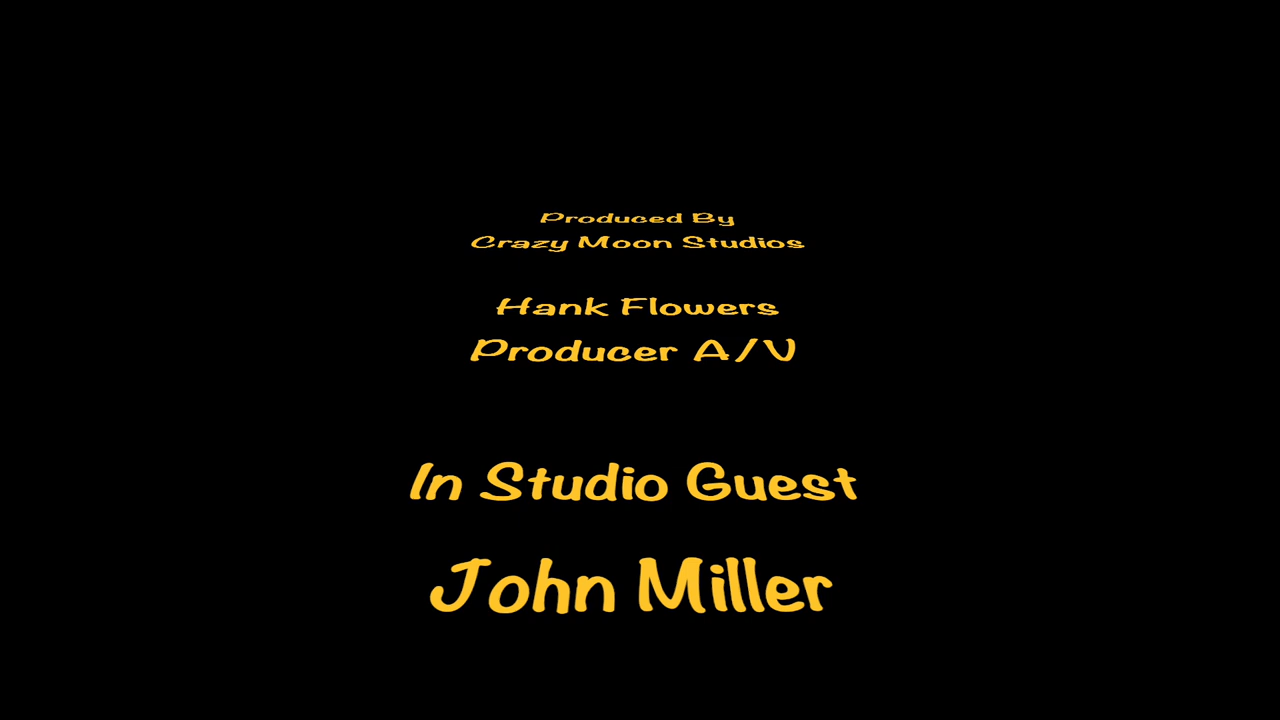 Produced By
Crazy Moon Studios
Hank Flowers
Producer A/V
In Studio Guest
John Miller